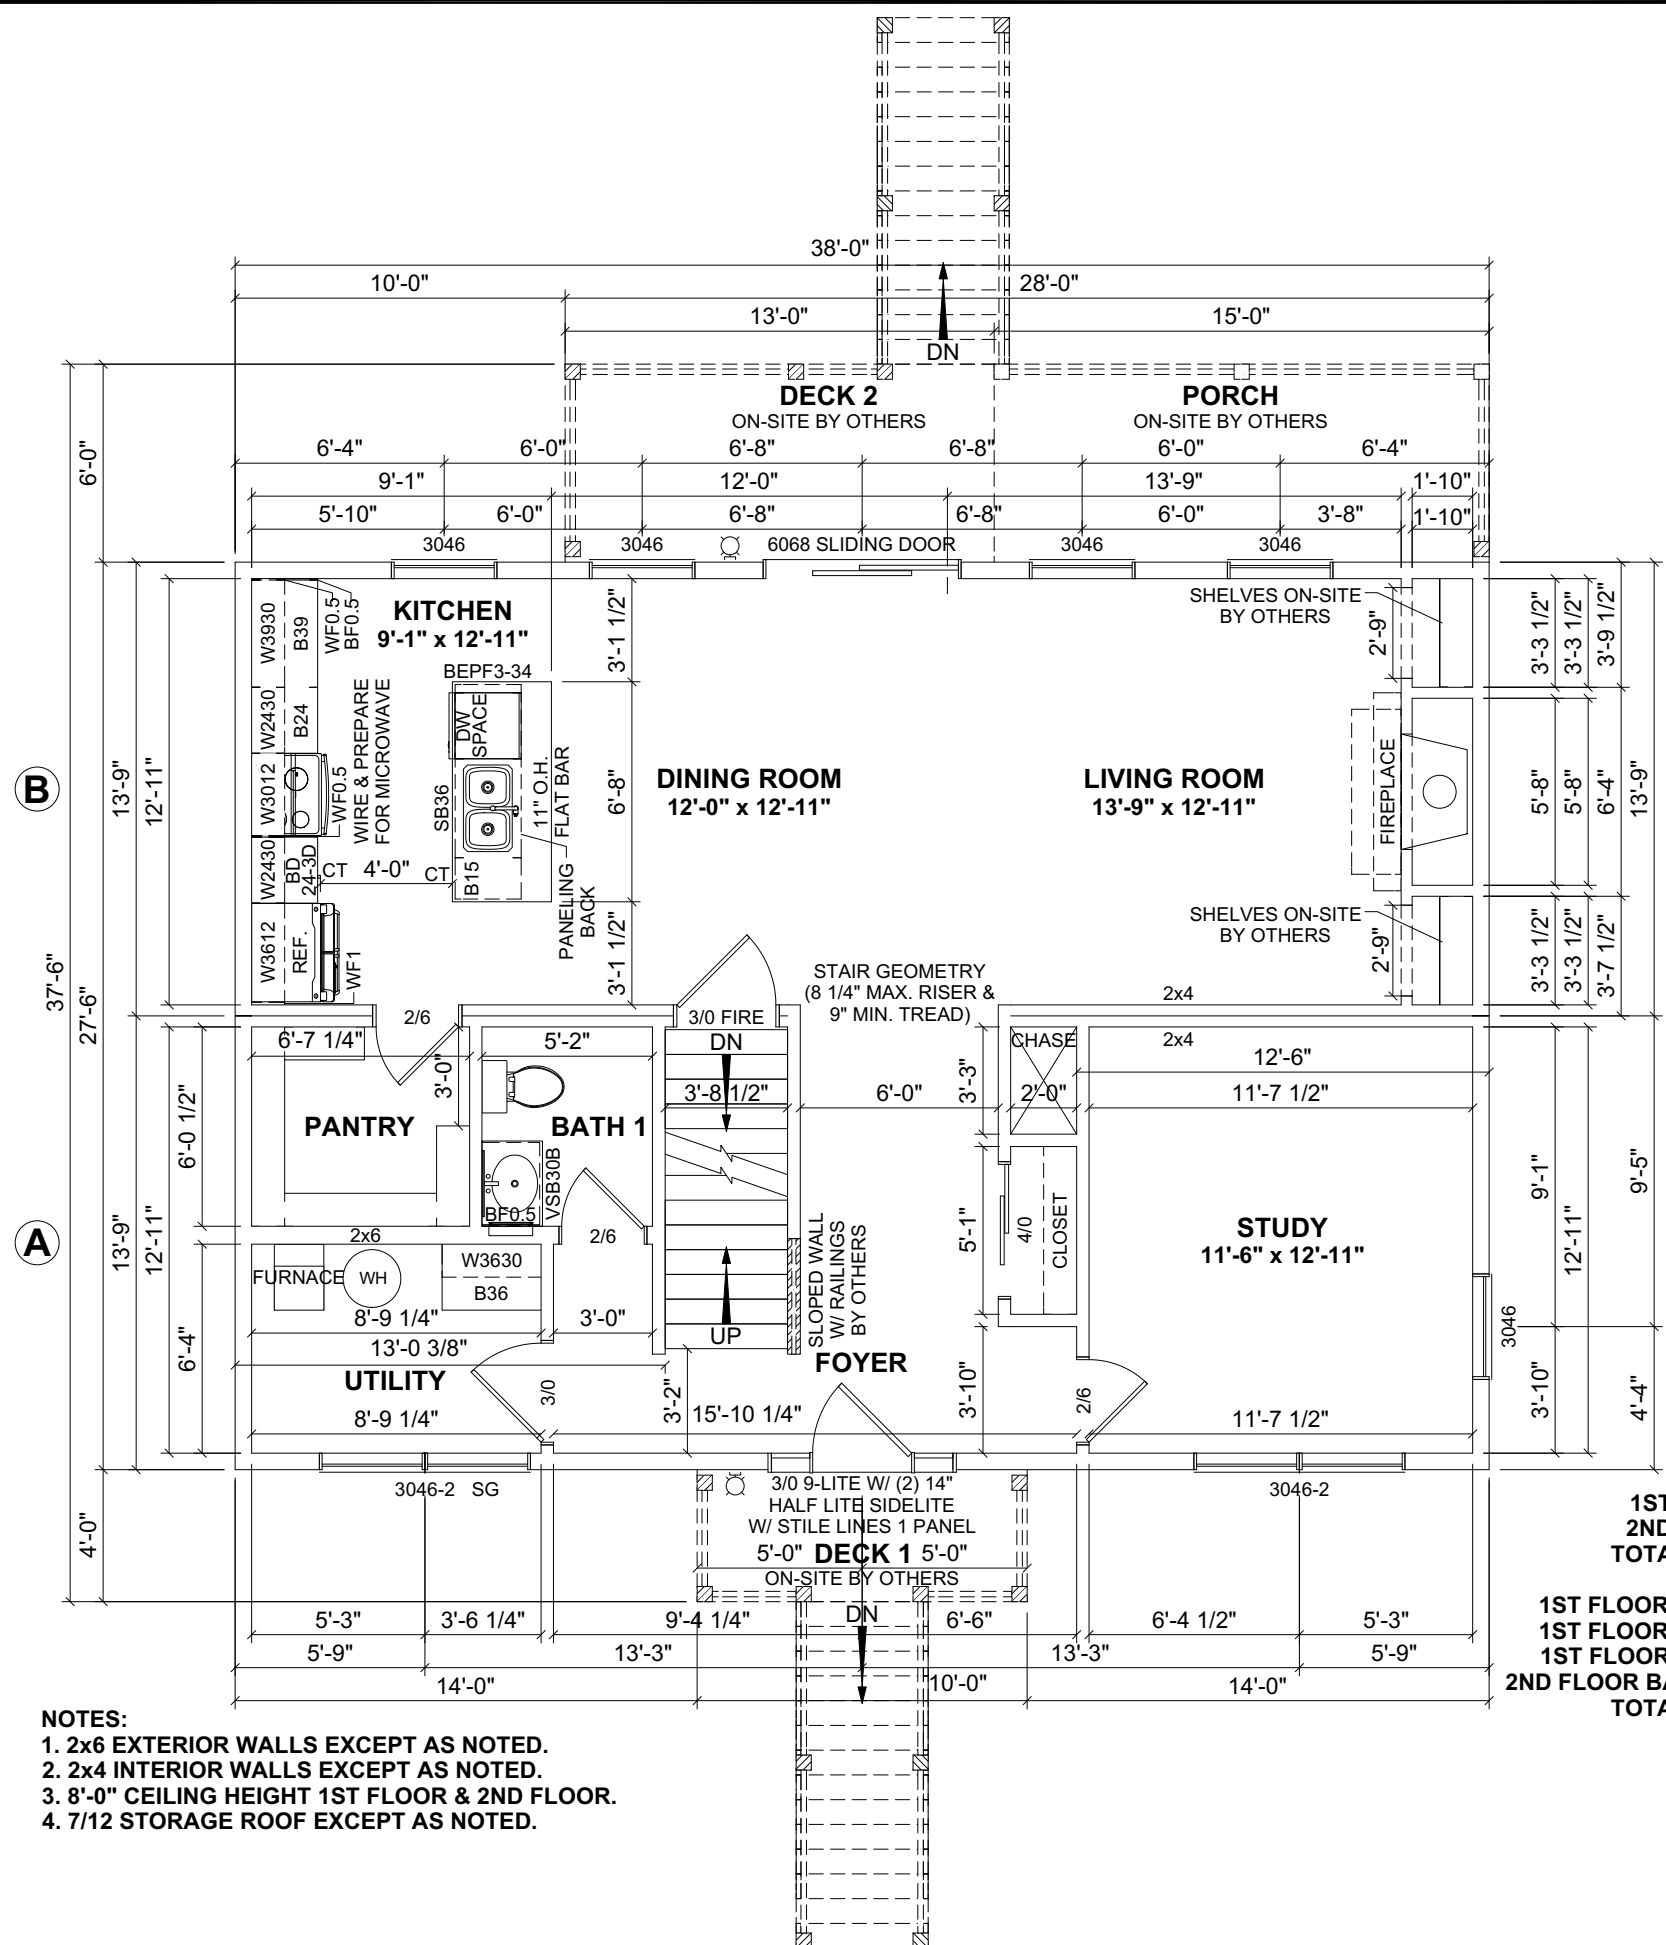 38'-0"
10'-0"
28'-0"
13'-0"
15'-0"
DN
DECK 2
ON-SITE BY OTHERS
PORCH
ON-SITE BY OTHERS
6'-4"
6'-0"
6'-8"
6'-8"
6'-0"
6'-4"
9'-1"
12'-0"
13'-9"
1'-10"
5'-10"
6'-0"
6'-8"
6'-8"
6'-0"
3'-8"
1'-10"
3046
3046
6068 SLIDING DOOR
3046
3046
6'-0"
37'-6"
27'-6"
4'-0"
B
13'-9"
12'-11"
A
13'-9"
12'-11"
6'-0 1/2"
6'-4"
KITCHEN
9'-1" x 12'-11"
W3930
B39
WF0.5
BF0.5
W2430
B24
WIRE & PREPARE
FOR MICROWAVE
W3012
WF0.5
W2430
BD
24-3D
CT
4'-0"
CT
W3612
REF.
WF1
BEPF3-34
DW
SPACE
SB36
B15
11" O.H.
FLAT BAR
PANELING
BACK
3'-1 1/2"
6'-8"
3'-1 1/2"
DINING ROOM
12'-0" x 12'-11"
LIVING ROOM
13'-9" x 12'-11"
SHELVES ON-SITE
BY OTHERS
2'-9"
FIREPLACE
SHELVES ON-SITE
BY OTHERS
2'-9"
3'-3 1/2"
3'-3 1/2"
3'-9 1/2"
5'-8"
5'-8"
6'-4"
13'-9"
3'-3 1/2"
3'-3 1/2"
3'-7 1/2"
STAIR GEOMETRY
(8 1/4" MAX. RISER &
9" MIN. TREAD)
2x4
2/6
3/0 FIRE
6'-7 1/4"
5'-2"
DN
CHASE
2x4
12'-6"
3'-0"
3'-8 1/2"
6'-0"
3'-3"
2'-0"
11'-7 1/2"
PANTRY
BATH 1
VSB30B
BF0.5
2x6
2/6
FURNACE
WH
W3630
B36
8'-9 1/4"
3'-0"
13'-0 3/8"
UTILITY
8'-9 1/4"
3/0
UP
3'-2"
SLOPED WALL
W/ RAILINGS
BY OTHERS
FOYER
15'-10 1/4"
5'-1"
4/0
CLOSET
3'-10"
2/6
STUDY
11'-6" x 12'-11"
11'-7 1/2"
3046
9'-1"
12'-11"
9'-5"
3'-10"
4'-4"
3046-2 SG
3/0 9-LITE W/ (2) 14"
HALF LITE SIDELITE
W/ STILE LINES 1 PANEL
5'-0"
DECK 1
5'-0"
ON-SITE BY OTHERS
3046-2
DN
5'-3"
3'-6 1/4"
9'-4 1/4"
6'-6"
6'-4 1/2"
5'-3"
5'-9"
13'-3"
13'-3"
5'-9"
14'-0"
10'-0"
14'-0"
1ST
2ND
TOTA
1ST FLOOR
1ST FLOOR
1ST FLOOR
2ND FLOOR BA
TOTA
NOTES:
1. 2x6 EXTERIOR WALLS EXCEPT AS NOTED.
2. 2x4 INTERIOR WALLS EXCEPT AS NOTED.
3. 8'-0" CEILING HEIGHT 1ST FLOOR & 2ND FLOOR.
4. 7/12 STORAGE ROOF EXCEPT AS NOTED.